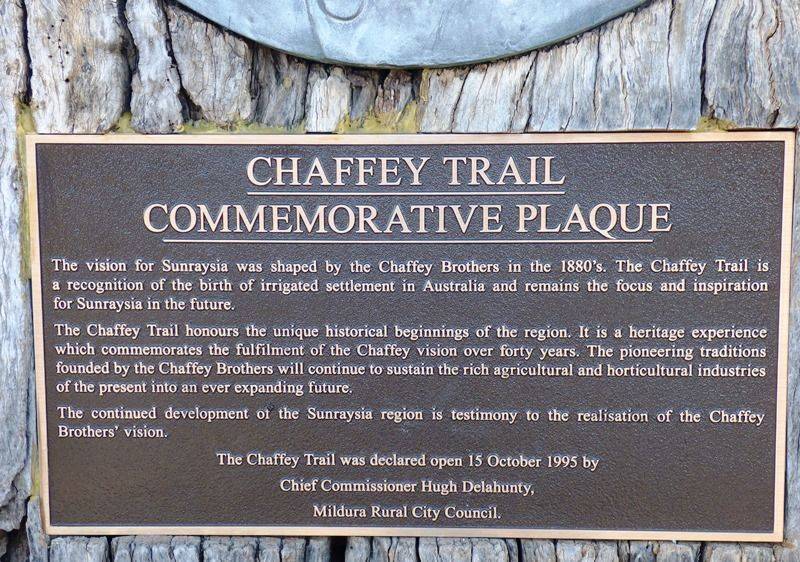 CHAFFEY TRAIL
COMMEMORATIVE PLAQUE
The vision for Sunraysia was shaped by the Chaffey Brothers in the 1880's. The Chaffey Trail is
a recognition of the birth of irrigated settlement in Australia and remains the focus and inspiration
for Sunraysia in the future.
The Chaffey Trail honours the unique historical beginnings of the region. It is a heritage experience
which commemorates the fulfilment of the Chaffey vision over forty years. The pioneering traditions
founded by the Chaffey Brothers will continue to sustain the rich agricultural and horticultural industries
of the present into an ever expanding future.
The continued development of the Sunraysia region is testimony to the realisation of the Chaffey
Brothers' vision.
The Chaffey Trail was declared open 15 October 1995 by
Chief Commissioner Hugh Delahunty,
Mildura Rural City Council.